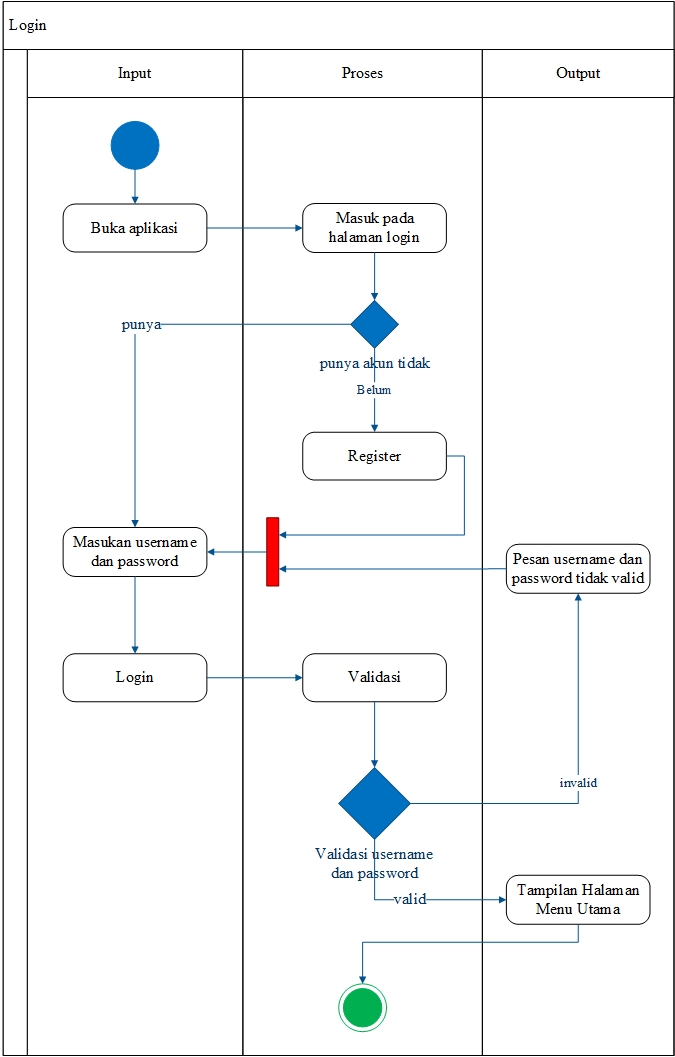 Login
Input
Proses
Output
Buka aplikasi
Masuk pada
halaman login
punya
punya akun tidak
Belum
Register
Masukan username
dan password
Pesan username dan
password tidak valid
Login
Validasi
invalid
Validasi username
dan password
valid
Tampilan Halaman
Menu Utama